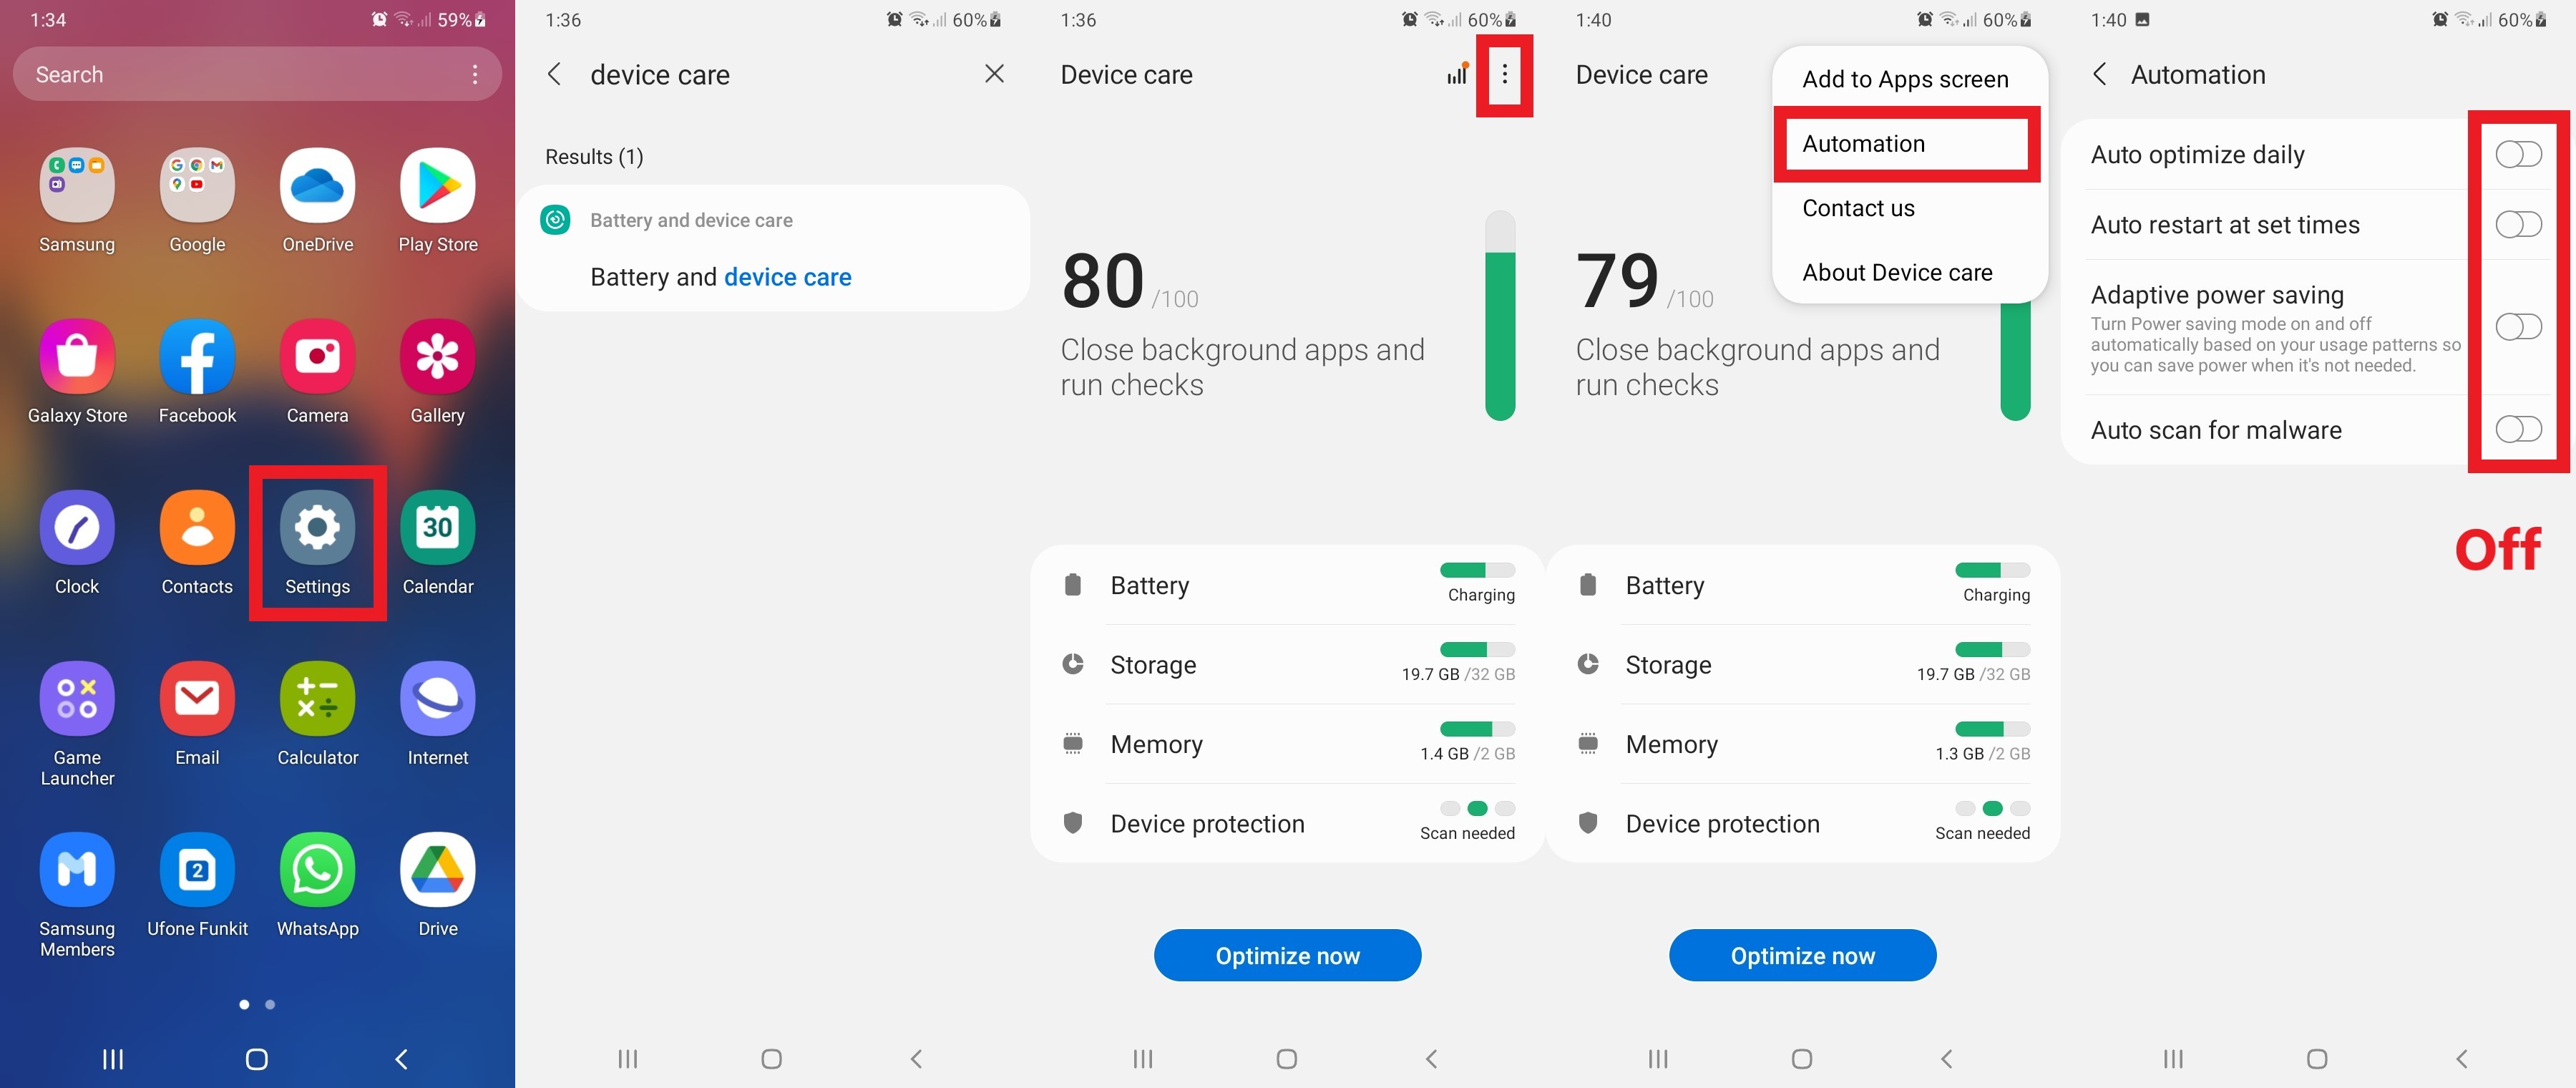 1:34
59%
Search
Samsung
Google
OneDrive
Play Store
Galaxy Store
Facebook
Camera
Gallery
30
Clock
Contacts
Settings
Calendar
Game
Launcher
Email
Calculator
Internet
2
Samsung
Members
Ufone Funkit
WhatsApp
Drive
1:36
60%
device care
Results (1)
Battery and device care
Battery and device care
1:36
60%
Device care
80 /100
Close background apps and
run checks
Battery
Charging
Storage
19.7 GB /32 GB
Memory
1.4 GB /2 GB
Device protection
Scan needed
Optimize now
1:40
60%
Device care
Add to Apps screen
Automation
Contact us
About Device care
79 /100
Close background apps and
run checks
Battery
Charging
Storage
19.7 GB /32 GB
Memory
1.3 GB /2 GB
Device protection
Scan needed
Optimize now
1:40
60%
Automation
Auto optimize daily
Auto restart at set times
Adaptive power saving
Turn Power saving mode on and off
automatically based on your usage patterns so
you can save power when it's not needed.
Auto scan for malware
Off